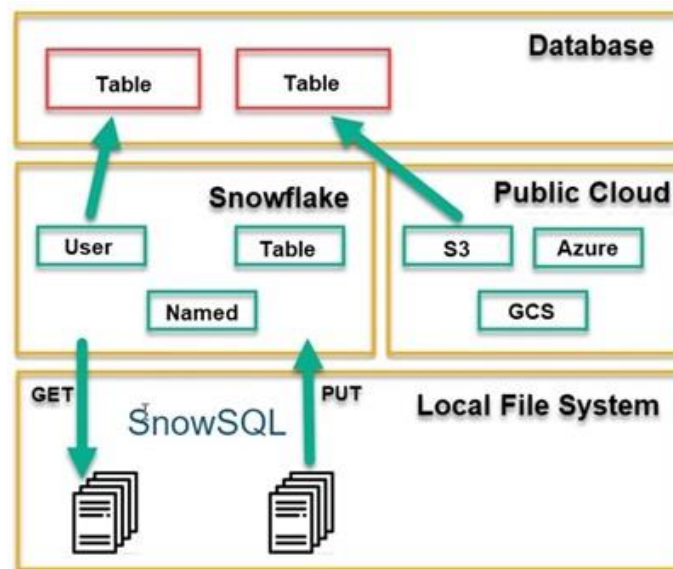 Database
Table
Table
Snowflake
User
Table
Named
Public Cloud
S3
Azure
GCS
GET
SnowSQL
PUT
Local File System